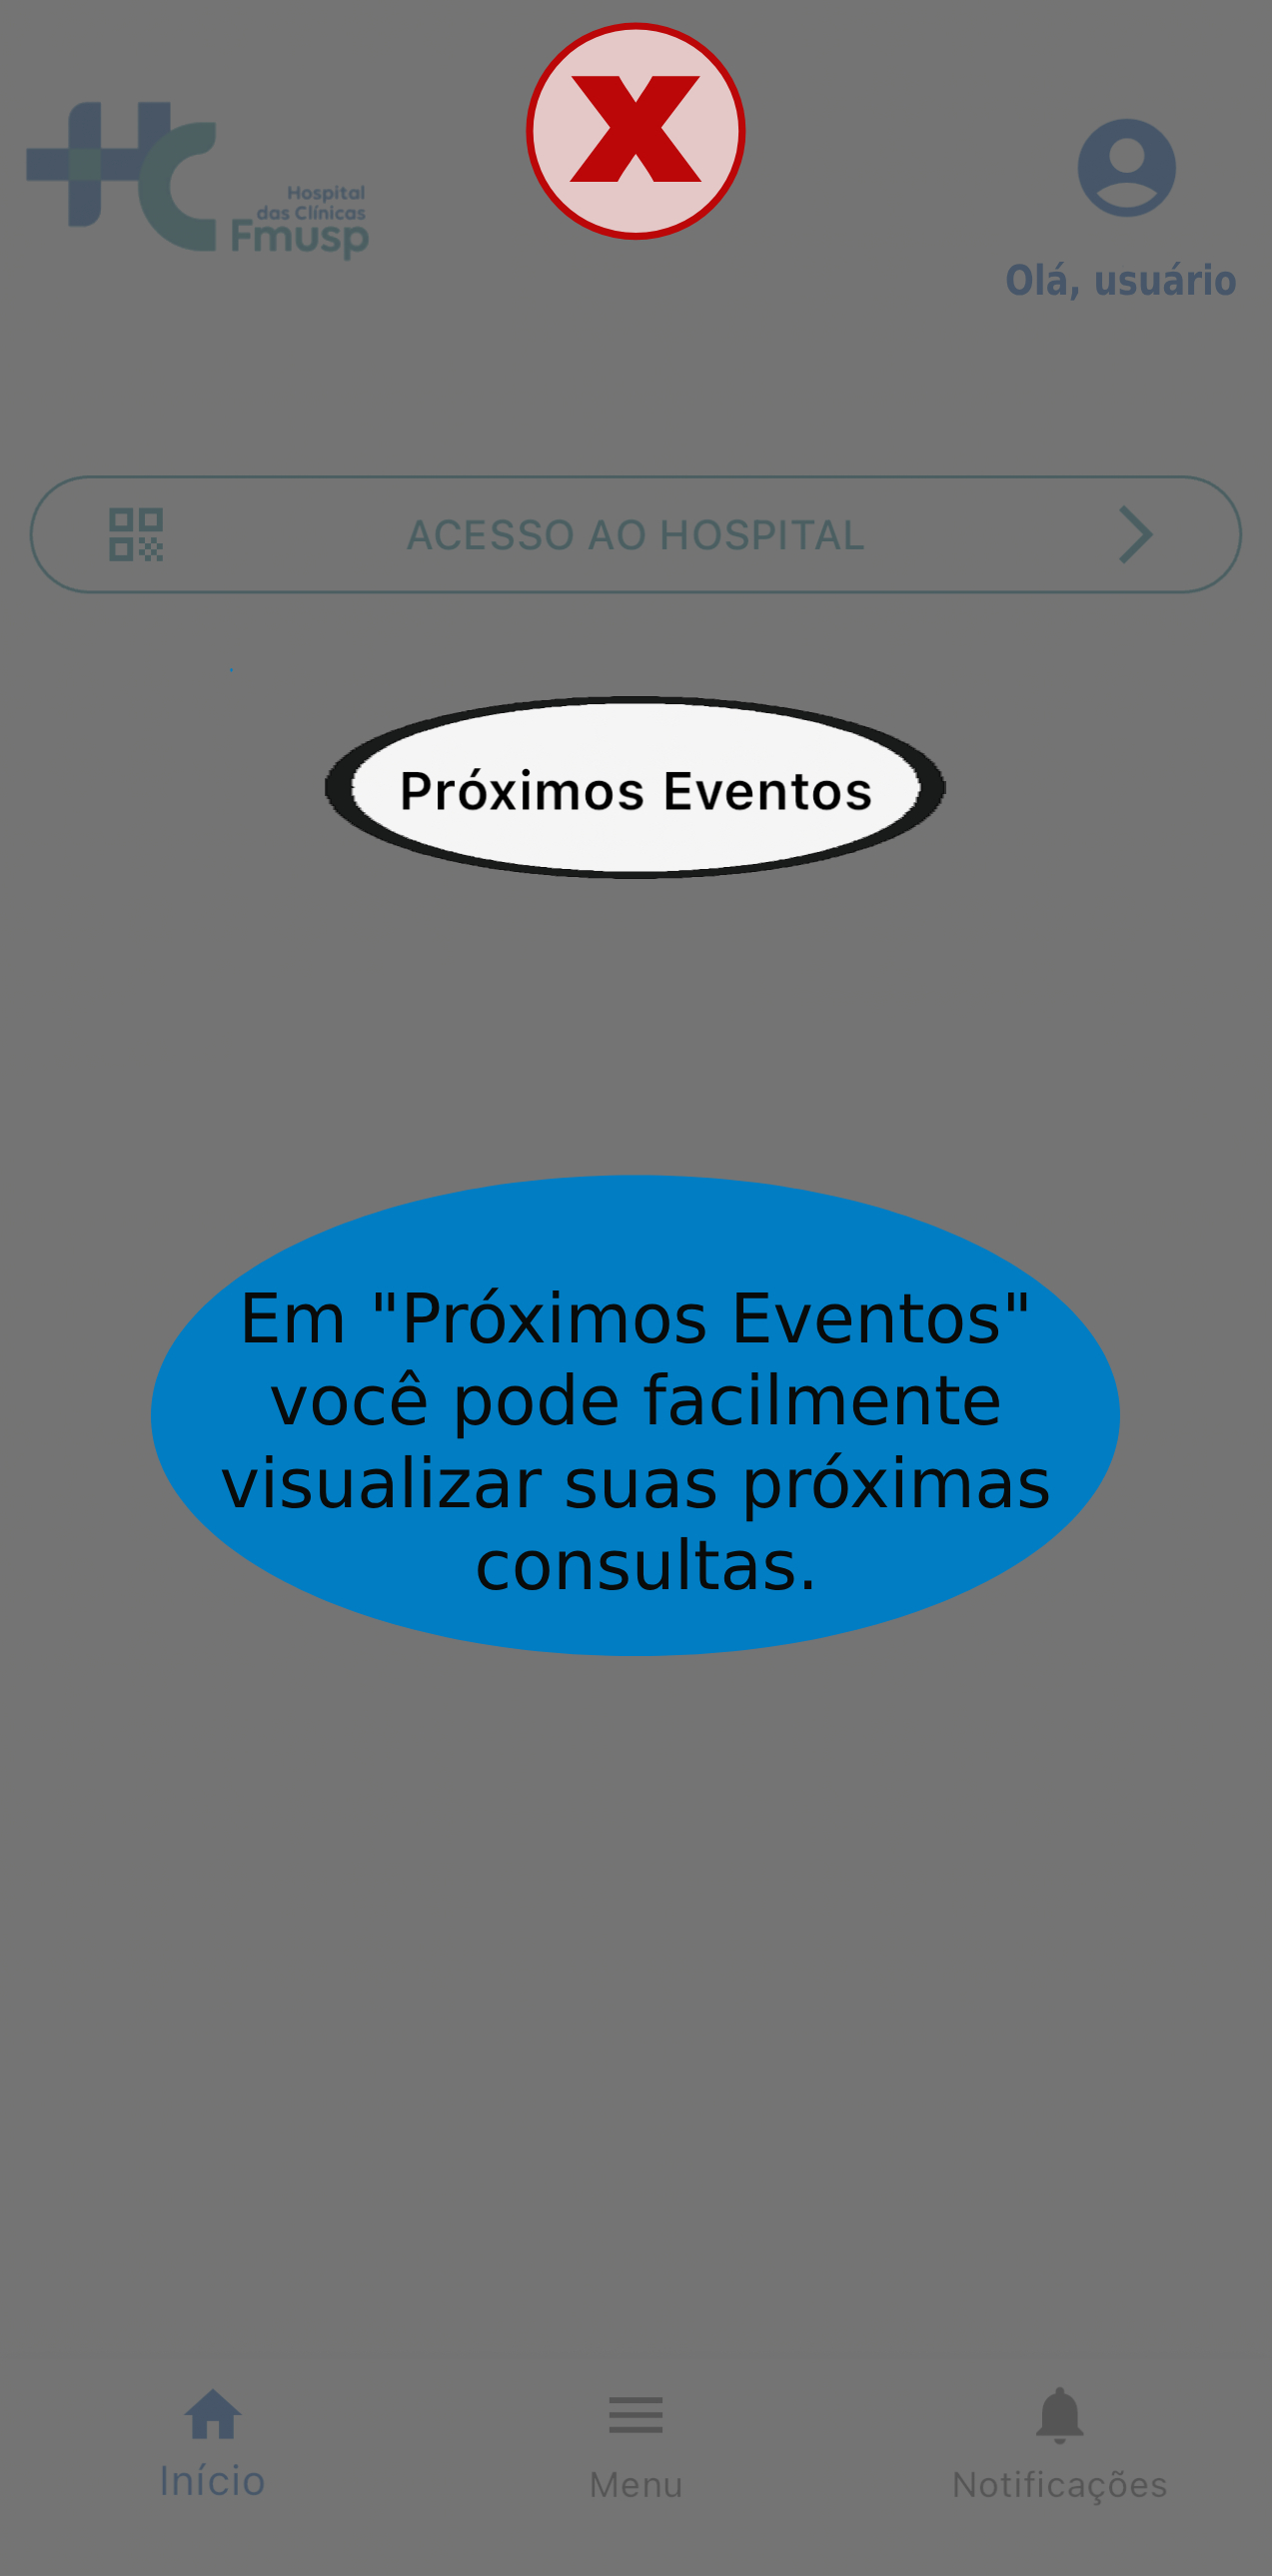 X
Hospital
das Clínicas
Fmusp
Olá, usuário
ACESSO AO HOSPITAL
Próximos Eventos
Em "Próximos Eventos"
você pode facilmente
visualizar suas próximas
consultas.
Início
Menu
Notificações